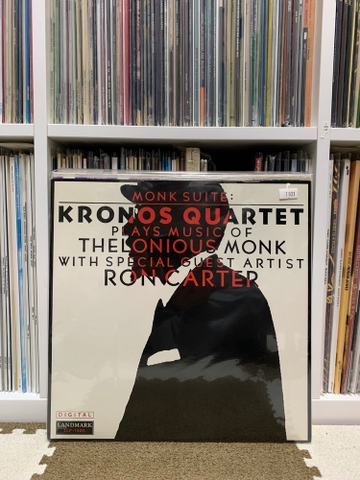 MONK SUITE:
KRONOS QUARTET
PLAYS MUSIC OF
THELONIOUS MONK
WITH SPECIAL GUEST ARTIST
RON CARTER
DIGITAL
LANDMARK